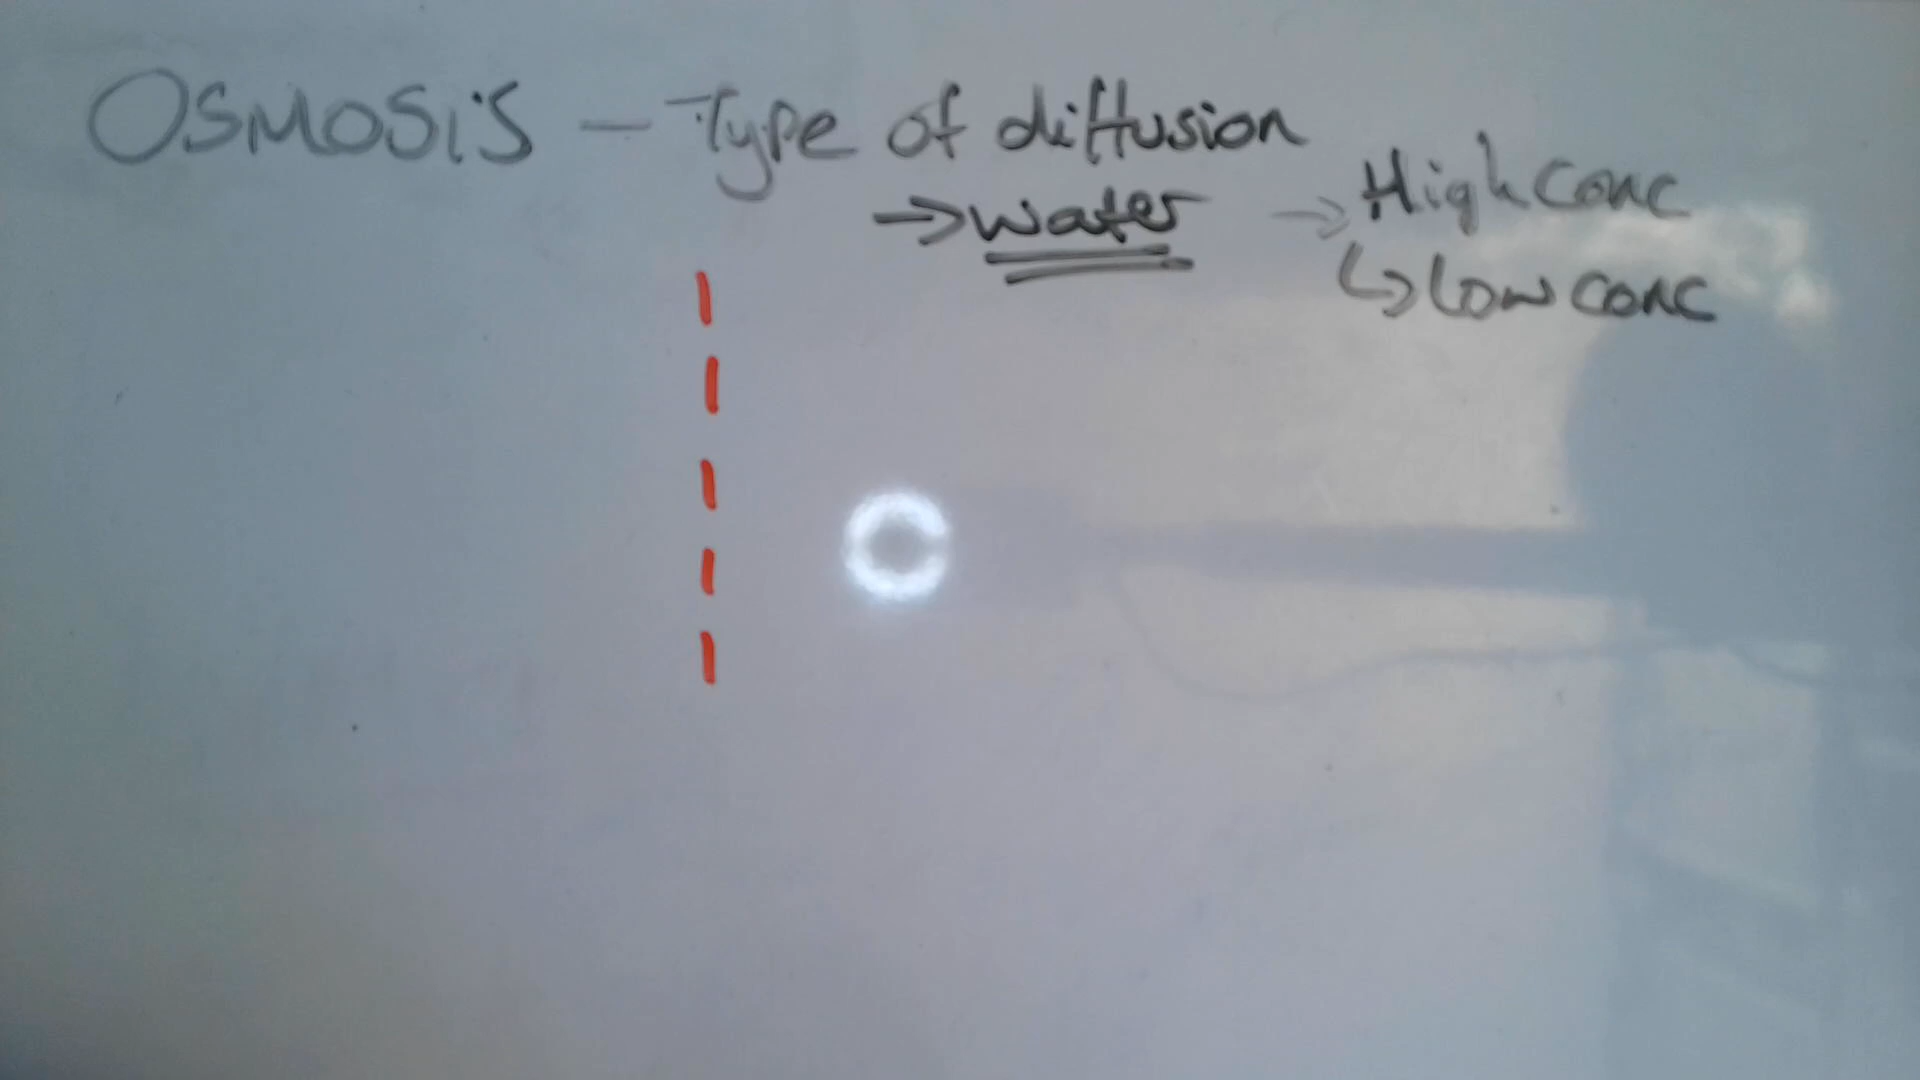 OSMOSIS - Type of diffusion
→ water → High conc
↳ Low conc